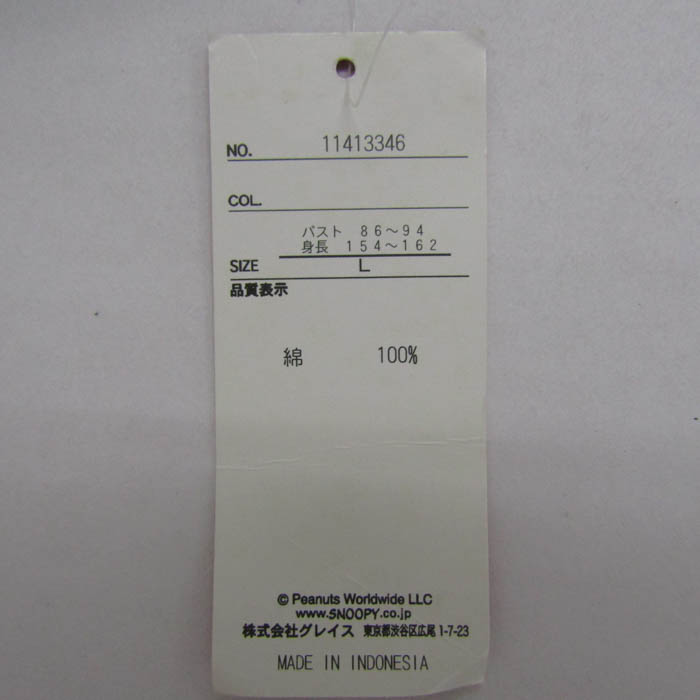 NO. 11413346
COL.
バスト 86～94
身長 154～162
SIZE L
品質表示
綿 100%
© Peanuts Worldwide LLC
www.SNOOPY.co.jp
株式会社グレイス 東京都渋谷区広尾 1-7-23
MADE IN INDONESIA